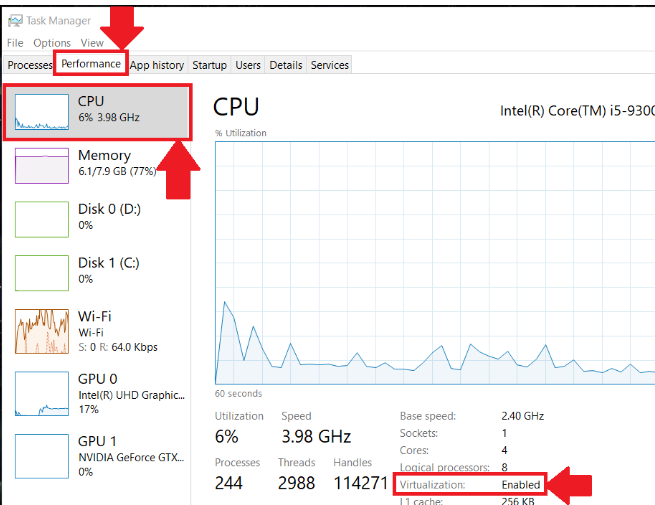 Task Manager
File Options View
Processes Performance App history Startup Users Details Services
CPU
6% 3.98 GHz
Memory
6.1/7.9 GB (77%)
Disk 0 (D:)
0%
Disk 1 (C:)
0%
Wi-Fi
Wi-Fi
S: 0 R: 64.0 Kbps
GPU 0
Intel(R) UHD Graphic...
17%
GPU 1
NVIDIA GeForce GTX...
0%
CPU Intel(R) Core(TM) i5-9300
% Utilization
60 seconds
Utilization Speed
6% 3.98 GHz
Processes Threads Handles
244 2988 114271
Base speed: 2.40 GHz
Sockets: 1
Cores: 4
Logical processors: 8
Virtualization: Enabled
L1 cache: 256 KB